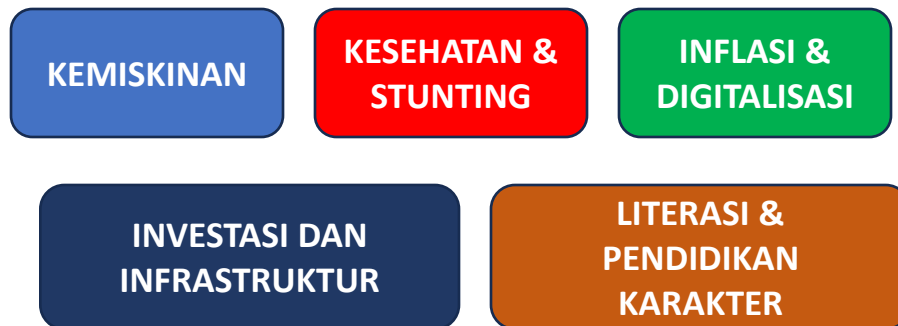 KEMISKINAN
KESEHATAN &
STUNTING
INFLASI &
DIGITALISASI
INVESTASI DAN
INFRASTRUKTUR
LITERASI &
PENDIDIKAN
KARAKTER